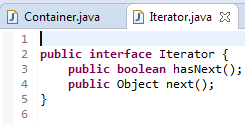 Container.java Iterator.java
1
2 public interface Iterator {
3 public boolean hasNext();
4 public Object next();
5 }
6